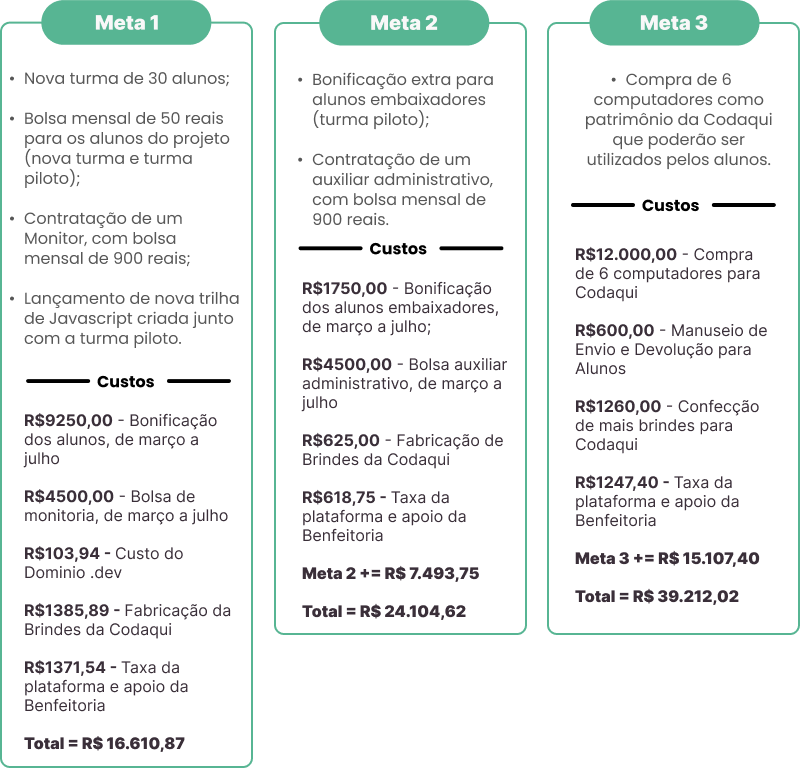 Meta 1
• Nova turma de 30 alunos;
• Bolsa mensal de 50 reais
para os alunos do projeto
(nova turma e turma
piloto);
• Contratação de um
Monitor, com bolsa
mensal de 900 reais;
• Lançamento de nova trilha
de Javascript criada junto
com a turma piloto.
Custos
R$9250,00 - Bonificação
dos alunos, de março a
julho
R$4500,00 - Bolsa de
monitoria, de março a julho
R$103,94 - Custo do
Dominio .dev
R$1385,89 - Fabricação da
Brindes da Codaqui
R$1371,54 - Taxa da
plataforma e apoio da
Benfeitoria
Total = R$ 16.610,87
Meta 2
• Bonificação extra para
alunos embaixadores
(turma piloto);
• Contratação de um
auxiliar administrativo,
com bolsa mensal de
900 reais.
Custos
R$1750,00 - Bonificação
dos alunos embaixadores,
de março a julho;
R$4500,00 - Bolsa auxiliar
administrativo, de março a
julho
R$625,00 - Fabricação de
Brindes da Codaqui
R$618,75 - Taxa da
plataforma e apoio da
Benfeitoria
Meta 2 += R$ 7.493,75
Total = R$ 24.104,62
Meta 3
• Compra de 6
computadores como
patrimônio da Codaqui
que poderão ser
utilizados pelos alunos.
Custos
R$12.000,00 - Compra
de 6 computadores para
Codaqui
R$600,00 - Manuseio de
Envio e Devolução para
Alunos
R$1260,00 - Confecção
de mais brindes para
Codaqui
R$1247,40 - Taxa da
plataforma e apoio da
Benfeitoria
Meta 3 += R$ 15.107,40
Total = R$ 39.212,02